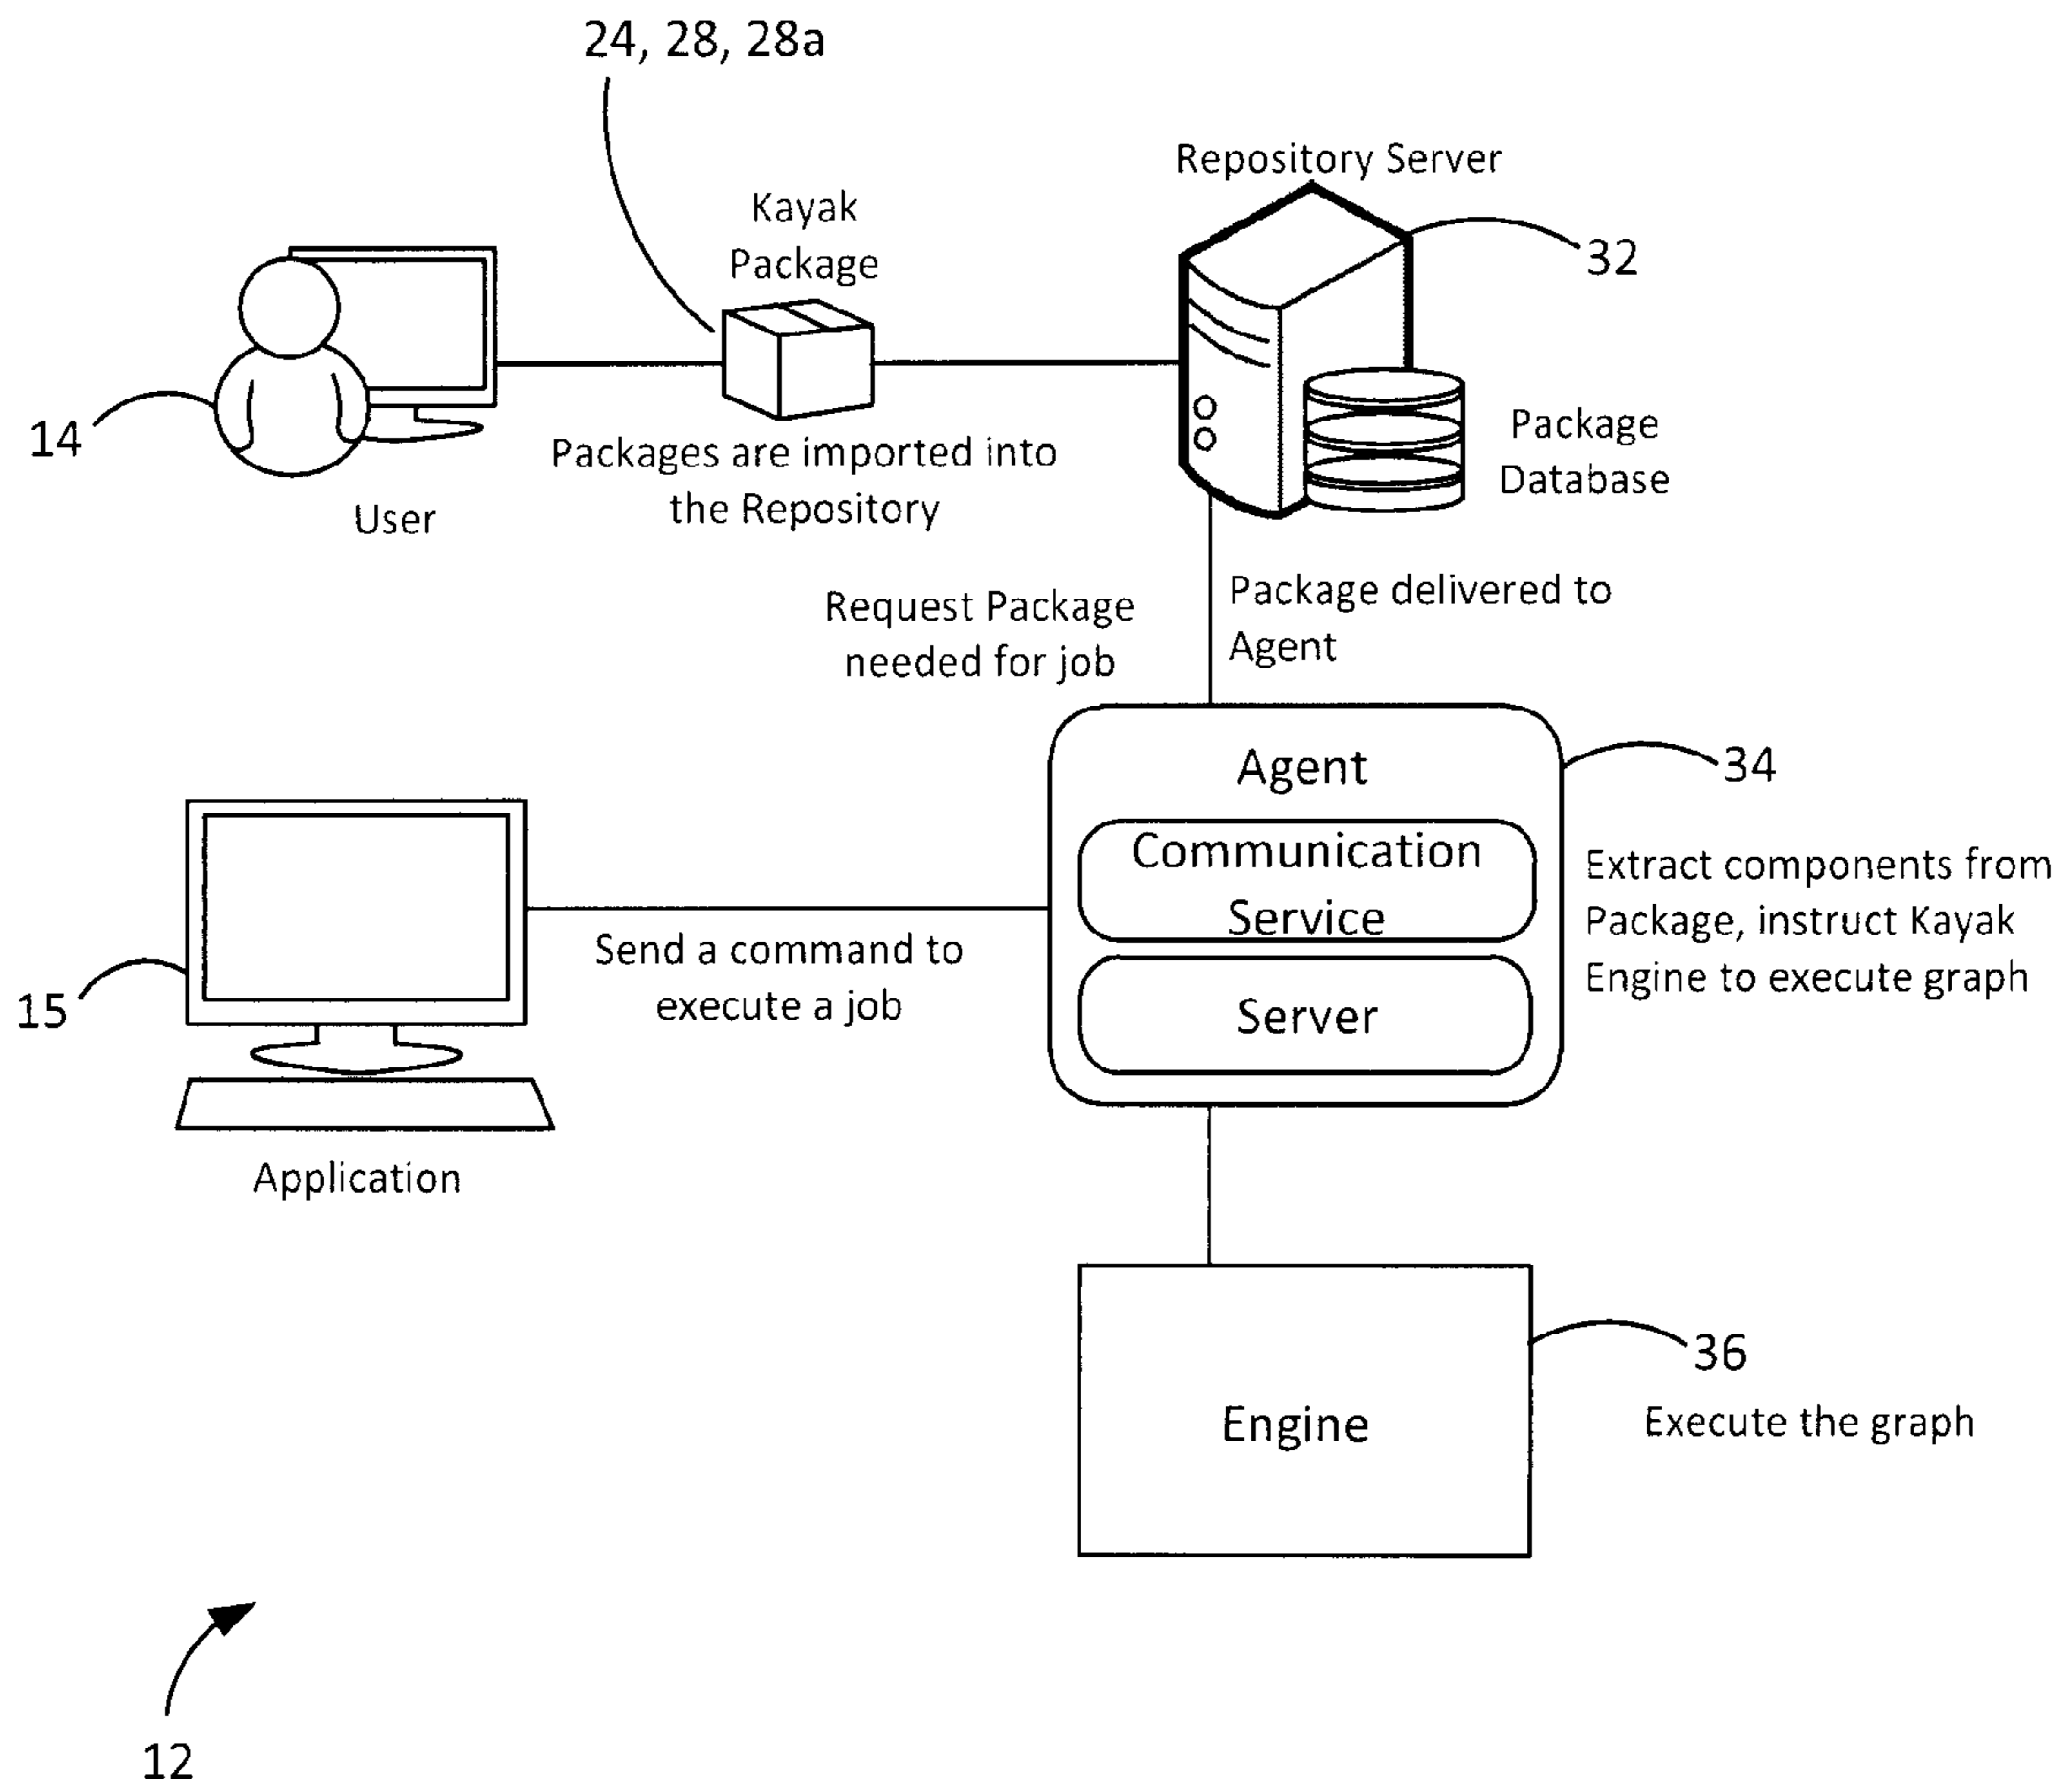 24, 28, 28a
Repository Server
32
Kayak
Package
14
User
Packages are imported into
the Repository
Package
Database
Request Package
needed for job
Package delivered to
Agent
Agent
34
Communication
Service
Server
Extract components from
Package, instruct Kayak
Engine to execute graph
15
Send a command to
execute a job
Application
Engine
36
Execute the graph
12